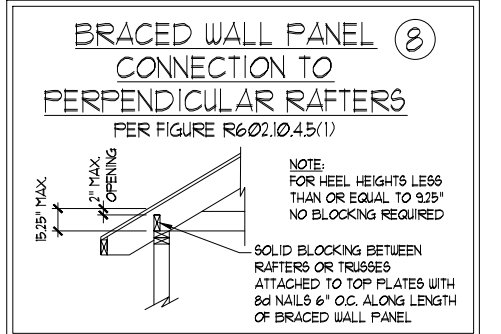 BRACED WALL PANEL
8
CONNECTION TO
PERPENDICULAR RAFTERS
PER FIGURE R602.10.4.5(1)
15.25" MAX.
2" MAX.
OPENING
NOTE:
FOR HEEL HEIGHTS LESS
THAN OR EQUAL TO 9.25"
NO BLOCKING REQUIRED
SOLID BLOCKING BETWEEN
RAFTERS OR TRUSSES
ATTACHED TO TOP PLATES WITH
8d NAILS 6" O.C. ALONG LENGTH
OF BRACED WALL PANEL